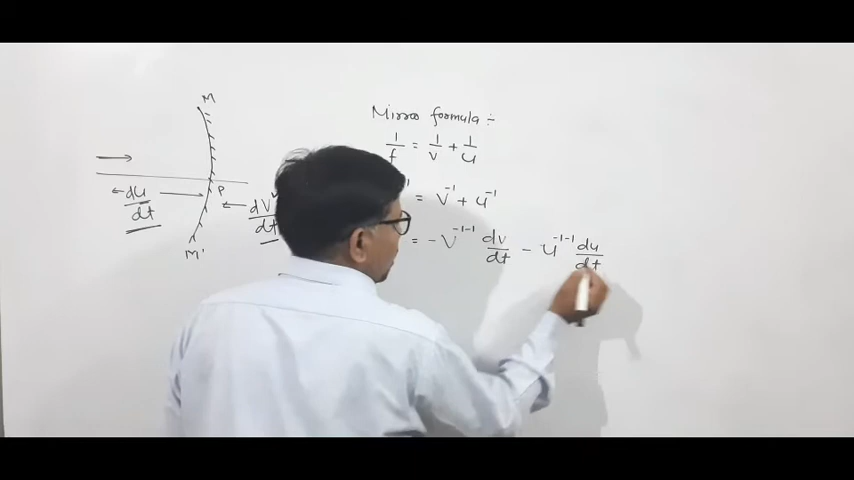 M
Mirror formula :-
1/f = 1/v + 1/u
P
du/dt
dv/dt
= v⁻¹ + u⁻¹
M'
= - v⁻¹⁻¹ dv/dt - u⁻¹⁻¹ du/dt